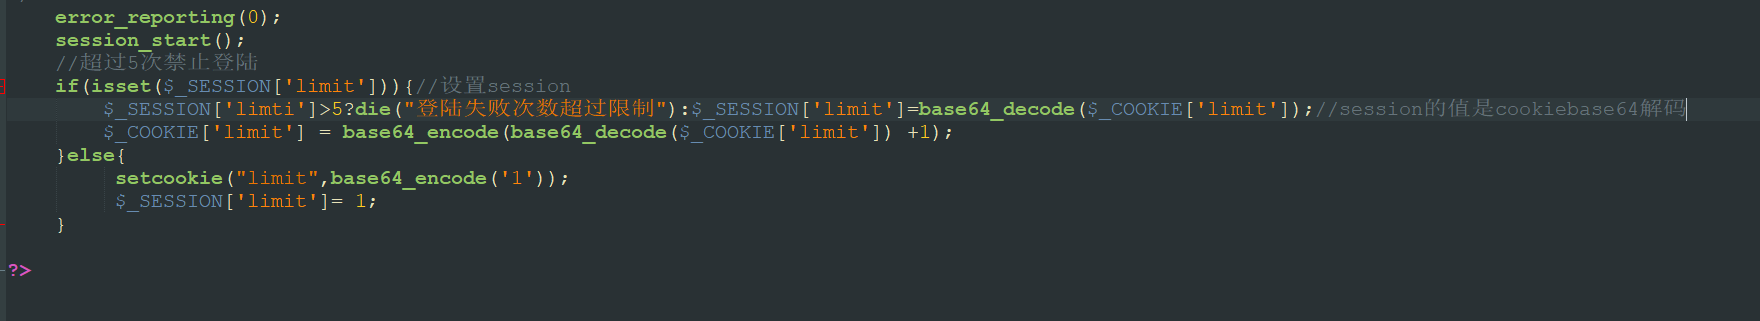 error_reporting(0);
session_start();
//超过5次禁止登陆
if(isset($_SESSION['limit'])){//设置session
$_SESSION['limti']>5?die("登陆失败次数超过限制"):$_SESSION['limit']=base64_decode($_COOKIE['limit']);//session的值是cookiebase64解码
$_COOKIE['limit'] = base64_encode(base64_decode($_COOKIE['limit']) +1);
}else{
setcookie("limit",base64_encode('1'));
$_SESSION['limit']= 1;
}
?>